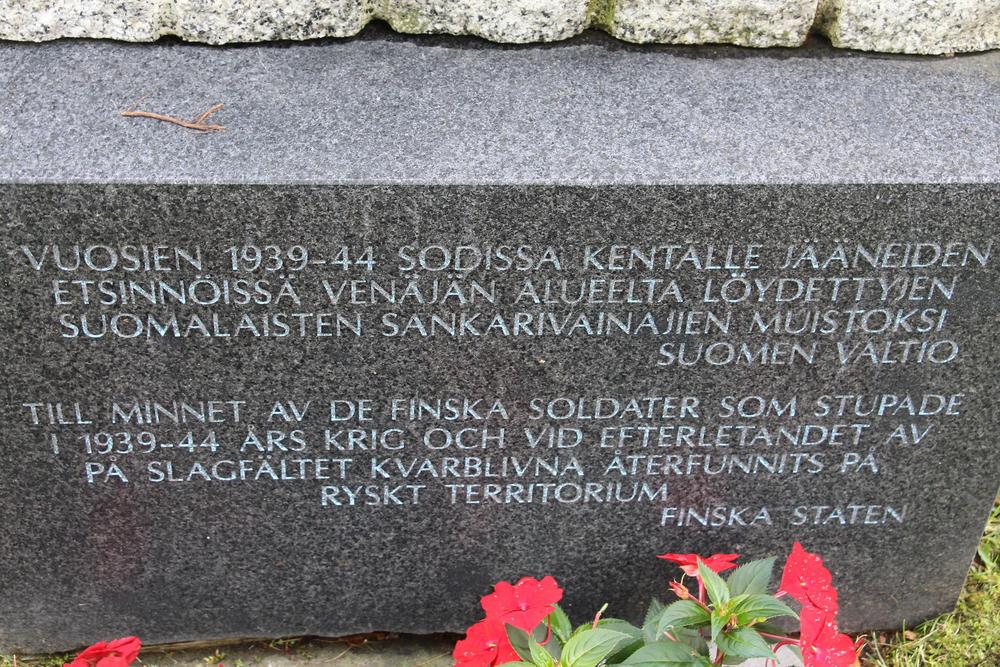 VUOSIEN 1939-44 SODISSA KENTÄLLE JÄÄNEIDEN
ETSINNÖISSÄ VENÄJÄN ALUEELTA LÖYDETTYJEN
SUOMALAISTEN SANKARIVAINAJIEN MUISTOKSI
SUOMEN VALTIO
TILL MINNET AV DE FINSKA SOLDATER SOM STUPADE
I 1939-44 ÅRS KRIG OCH VID EFTERLETANDET AV
PÅ SLAGFÄLTET KVARBLIVNA ÅTERFUNNITS PÅ
RYSKT TERRITORIUM
FINSKA STATEN